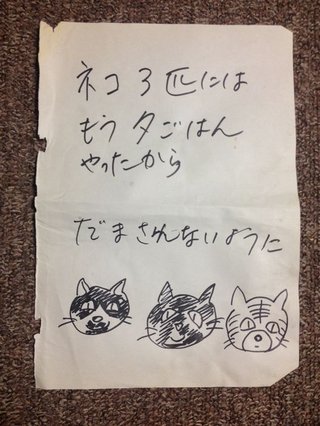 ネコ3匹には
もう夕ごはん
やったから
だまさんないように